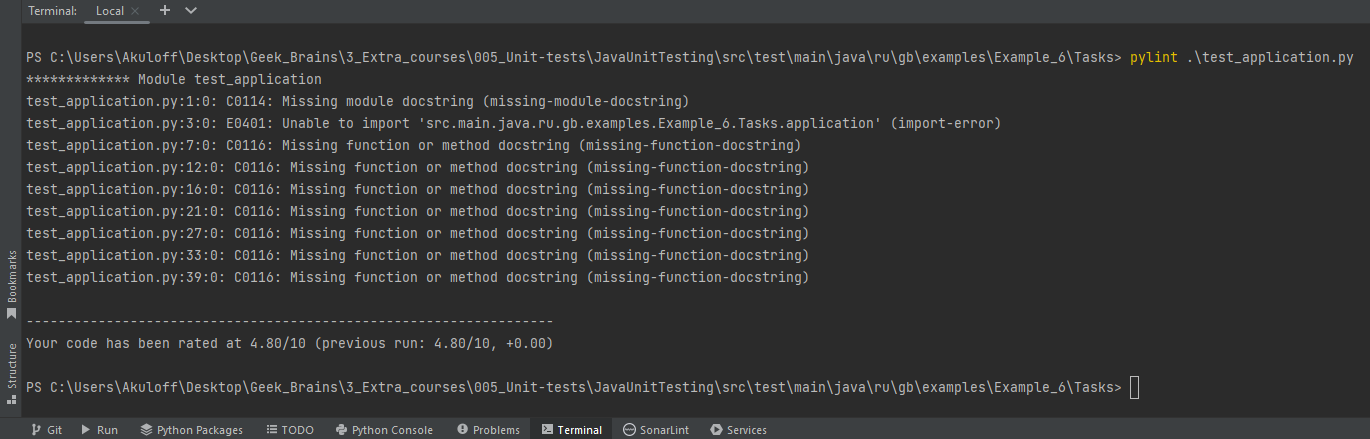 Terminal: Local × + 
PS C:\Users\Akuloff\Desktop\Geek_Brains\3_Extra_courses\005_Unit-tests\JavaUnitTesting\src\test\main\java\ru\gb\examples\Example_6\Tasks> pylint .\test_application.py
************* Module test_application
test_application.py:1:0: C0114: Missing module docstring (missing-module-docstring)
test_application.py:3:0: E0401: Unable to import 'src.main.java.ru.gb.examples.Example_6.Tasks.application' (import-error)
test_application.py:7:0: C0116: Missing function or method docstring (missing-function-docstring)
test_application.py:12:0: C0116: Missing function or method docstring (missing-function-docstring)
test_application.py:16:0: C0116: Missing function or method docstring (missing-function-docstring)
test_application.py:21:0: C0116: Missing function or method docstring (missing-function-docstring)
test_application.py:27:0: C0116: Missing function or method docstring (missing-function-docstring)
test_application.py:33:0: C0116: Missing function or method docstring (missing-function-docstring)
test_application.py:39:0: C0116: Missing function or method docstring (missing-function-docstring)
------------------------------------------------------------------
Your code has been rated at 4.80/10 (previous run: 4.80/10, +0.00)
PS C:\Users\Akuloff\Desktop\Geek_Brains\3_Extra_courses\005_Unit-tests\JavaUnitTesting\src\test\main\java\ru\gb\examples\Example_6\Tasks>
Bookmarks
Structure
Git Run Python Packages TODO Python Console Problems Terminal SonarLint Services